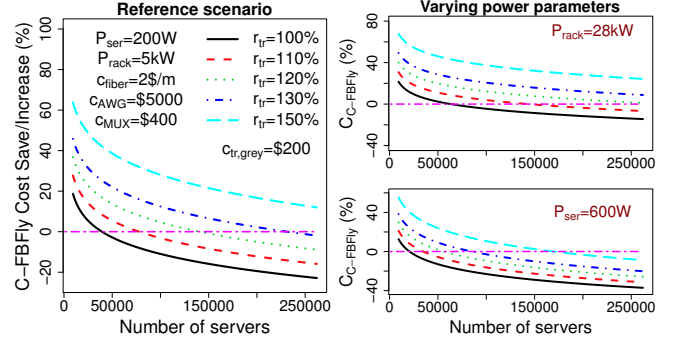 Reference scenario
C−FBFly Cost Save/Increase (%)
100
80
60
40
20
0
−20
P_ser=200W
P_rack=5kW
c_fiber=2$/m
c_AWG=$5000
c_MUX=$400
r_tr=100%
r_tr=110%
r_tr=120%
r_tr=130%
r_tr=150%
c_tr,grey=$200
0 50000 150000 250000
Number of servers
Varying power parameters
C_C−FBFly (%)
80
40
0
−40
P_rack=28kW
0 50000 150000 250000
C_C−FBFly (%)
40
0
−40
P_ser=600W
0 50000 150000 250000
Number of servers